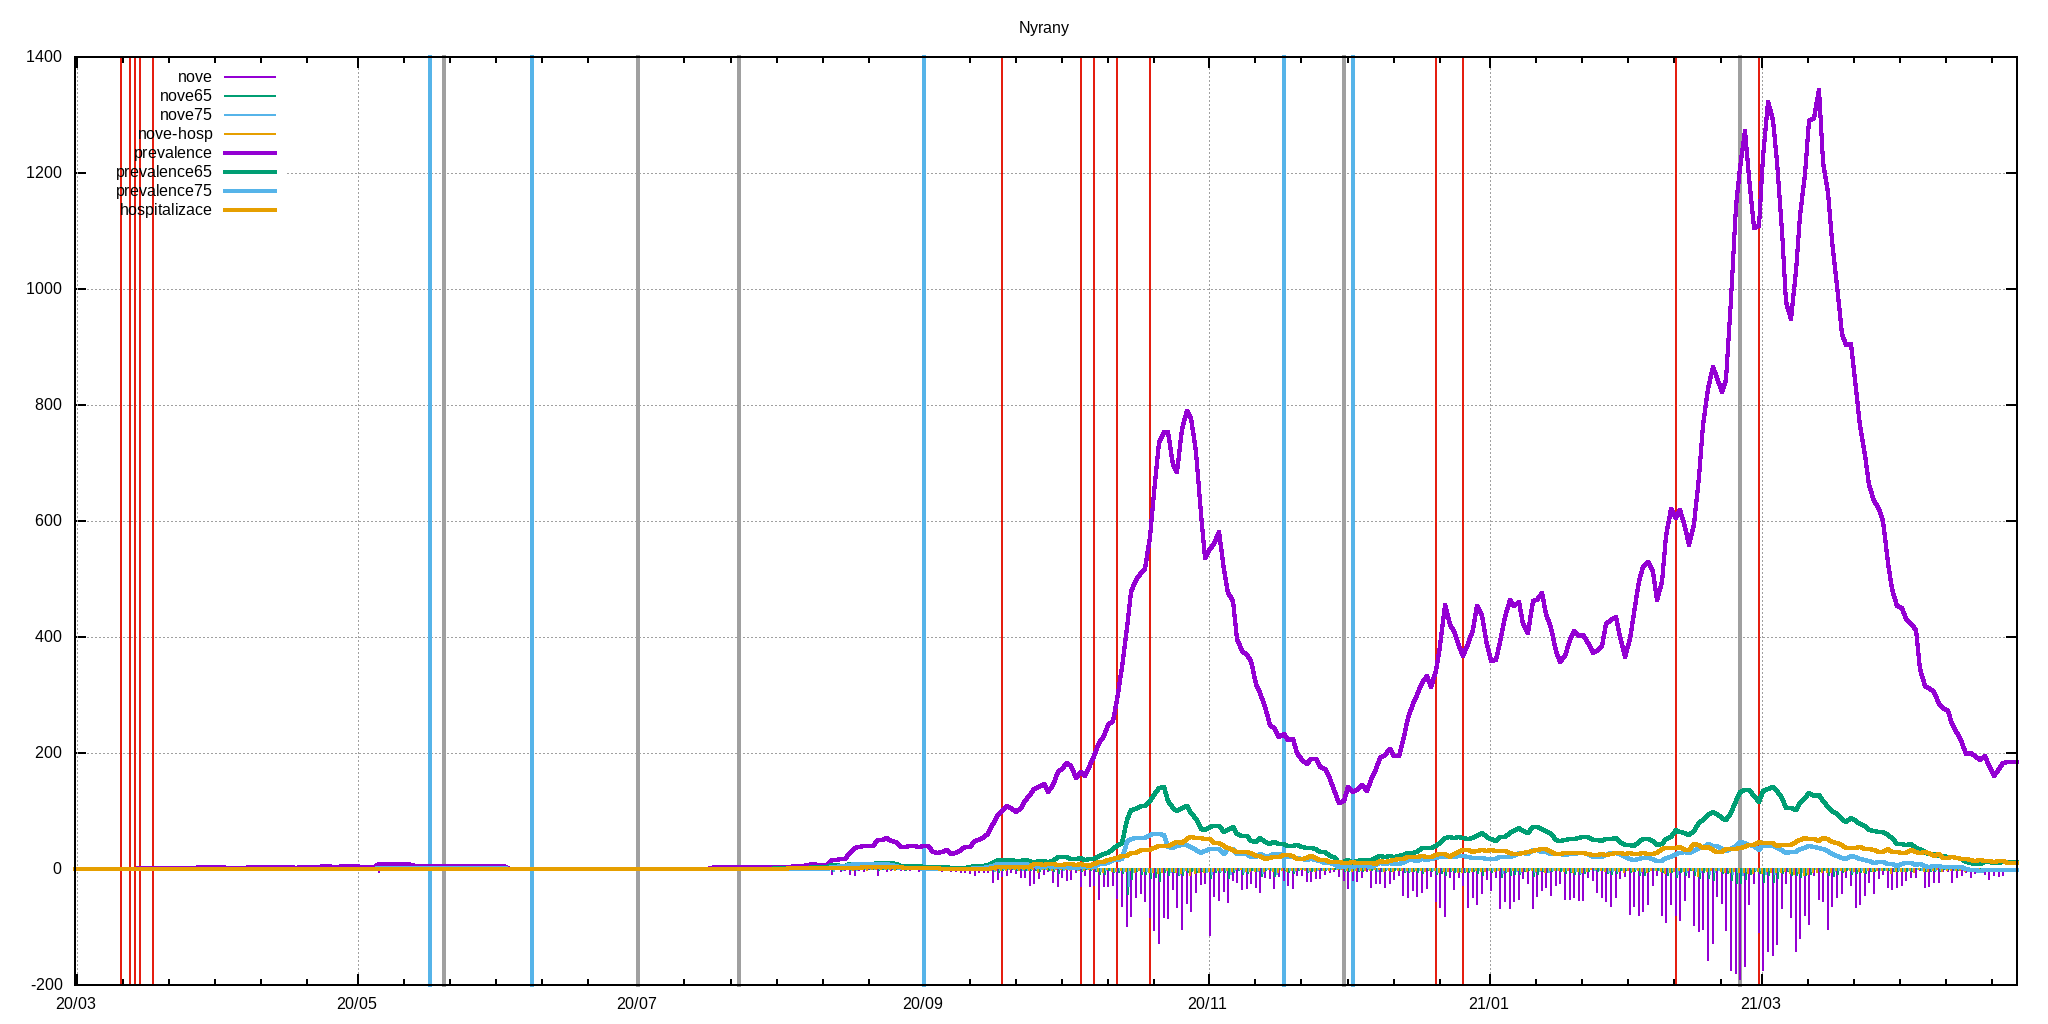 Nyrany
1400
1200
1000
800
600
400
200
0
-200
nove
nove65
nove75
nove-hosp
prevalence
prevalence65
prevalence75
hospitalizace
20/03 20/05 20/07 20/09 20/11 21/01 21/03